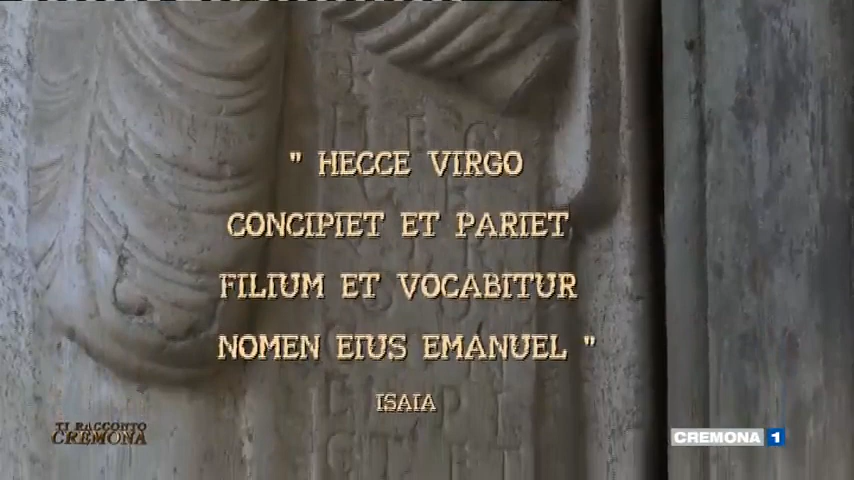 " HECCE VIRGO
CONCIPIET ET PARIET
FILIUM ET VOCABITUR
NOMEN EIUS EMANUEL "
ISAIA
TI RACCONTO
CREMONA
CREMONA 1